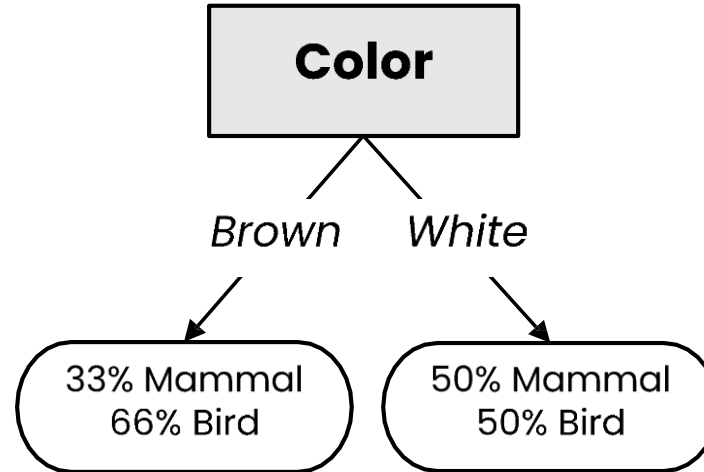 Color
Brown
White
33% Mammal
66% Bird
50% Mammal
50% Bird